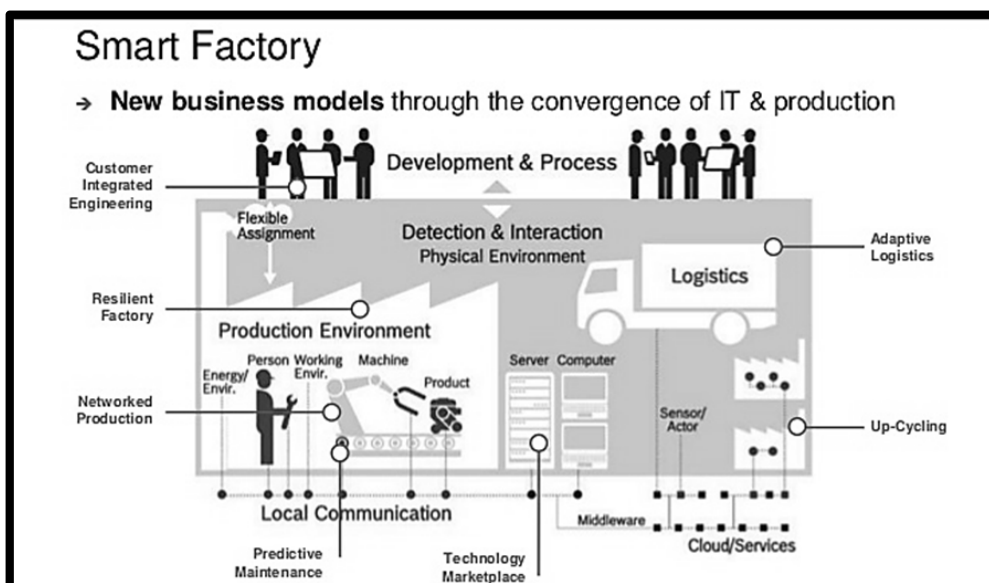 Smart Factory
→ New business models through the convergence of IT & production
Development & Process
Customer
Integrated
Engineering
Flexible
Assignment
Detection & Interaction
Physical Environment
Adaptive
Logistics
Logistics
Resilient
Factory
Production Environment
Person
Working
Envir.
Machine
Server
Computer
Energy/
Envir.
Product
Networked
Production
Sensor/
Actor
Up-Cycling
Local Communication
Middleware
Cloud/Services
Predictive
Maintenance
Technology
Marketplace